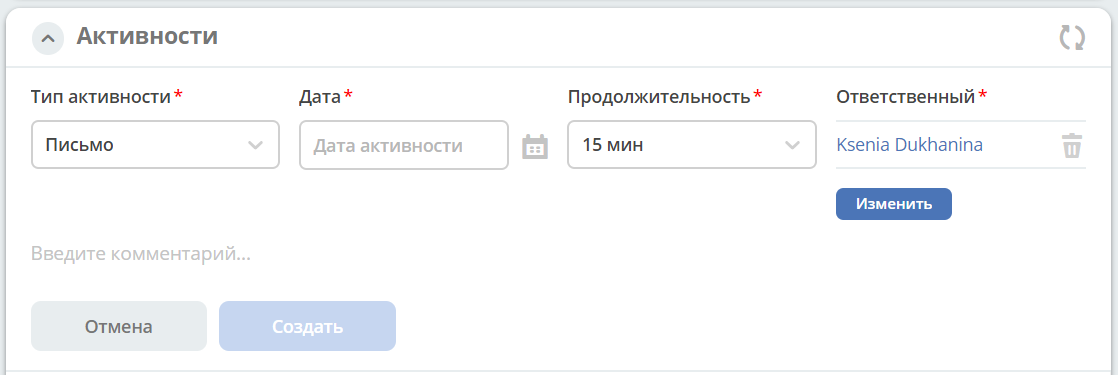 Активности
Тип активности*
Дата*
Продолжительность*
Ответственный*
Письмо
Дата активности
15 мин
Ksenia Dukhanina
Изменить
Введите комментарий...
Отмена
Создать